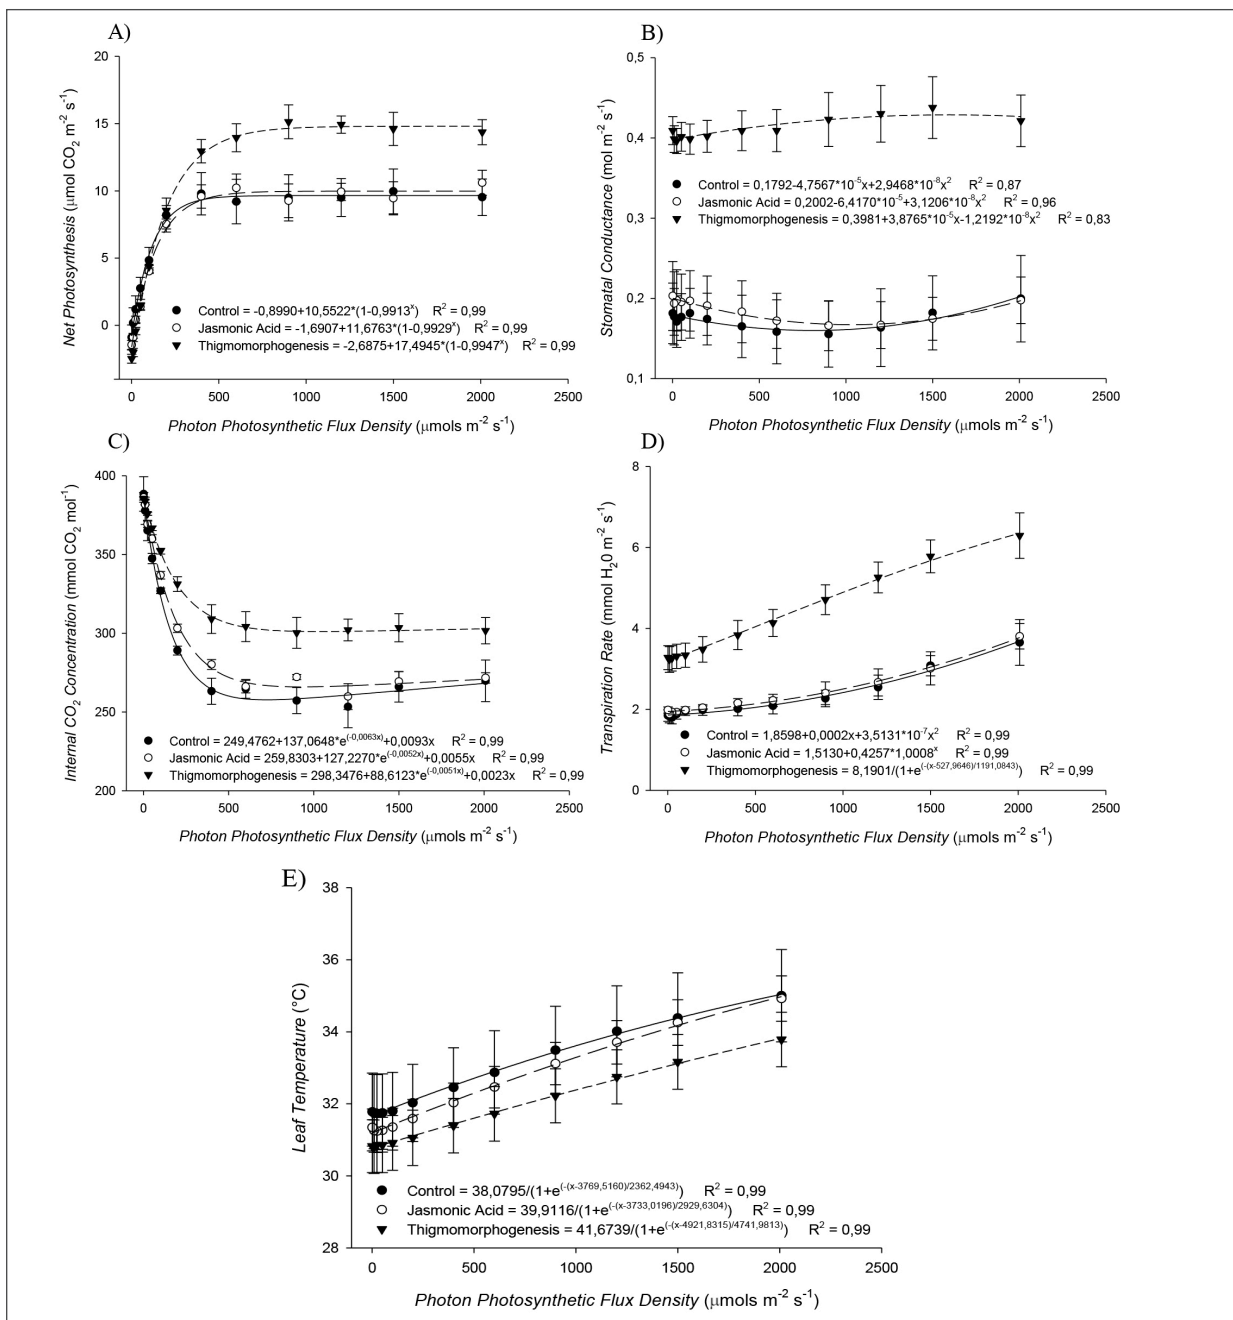 A)
20
15
10
5
0
Net Photosynthesis (μmol CO₂ m⁻² s⁻¹)
Control = -0,8990+10,5522*(1-0,9913ˣ) R² = 0,99
Jasmonic Acid = -1,6907+11,6763*(1-0,9929ˣ) R² = 0,99
Thigmomorphogenesis = -2,6875+17,4945*(1-0,9947ˣ) R² = 0,99
0 500 1000 1500 2000 2500
Photon Photosynthetic Flux Density (μmols m⁻² s⁻¹)
B)
0,5
0,4
0,3
0,2
0,1
Stomatal Conductance (mol m⁻² s⁻¹)
Control = 0,1792-4,7567*10⁻⁵x+2,9468*10⁻⁸x² R² = 0,87
Jasmonic Acid = 0,2002-6,4170*10⁻⁵+3,1206*10⁻⁸x² R² = 0,96
Thigmomorphogenesis = 0,3981+3,8765*10⁻⁵x-1,2192*10⁻⁸x² R² = 0,83
0 500 1000 1500 2000 2500
Photon Photosynthetic Flux Density (μmols m⁻² s⁻¹)
C)
400
350
300
250
200
Internal CO₂ Concentration (mmol CO₂ mol⁻¹)
Control = 249,4762+137,0648*e^(-0,0063x)+0,0093x R² = 0,99
Jasmonic Acid = 259,8303+127,2270*e^(-0,0052x)+0,0055x R² = 0,99
Thigmomorphogenesis = 298,3476+88,6123*e^(-0,0051x)+0,0023x R² = 0,99
0 500 1000 1500 2000 2500
Photon Photosynthetic Flux Density (μmols m⁻² s⁻¹)
D)
8
6
4
2
0
Transpiration Rate (mmol H₂0 m⁻² s⁻¹)
Control = 1,8598+0,0002x+3,5131*10⁻⁷x² R² = 0,99
Jasmonic Acid = 1,5130+0,4257*1,0008ˣ R² = 0,99
Thigmomorphogenesis = 8,1901/(1+e^(-(x-527,9646)/1191,0843)) R² = 0,99
0 500 1000 1500 2000 2500
Photon Photosynthetic Flux Density (μmols m⁻² s⁻¹)
E)
38
36
34
32
30
28
Leaf Temperature (°C)
Control = 38,0795/(1+e^(-(x-3769,5160)/2362,4943)) R² = 0,99
Jasmonic Acid = 39,9116/(1+e^(-(x-3733,0196)/2929,6304)) R² = 0,99
Thigmomorphogenesis = 41,6739/(1+e^(-(x-4921,8315)/4741,9813)) R² = 0,99
0 500 1000 1500 2000 2500
Photon Photosynthetic Flux Density (μmols m⁻² s⁻¹)